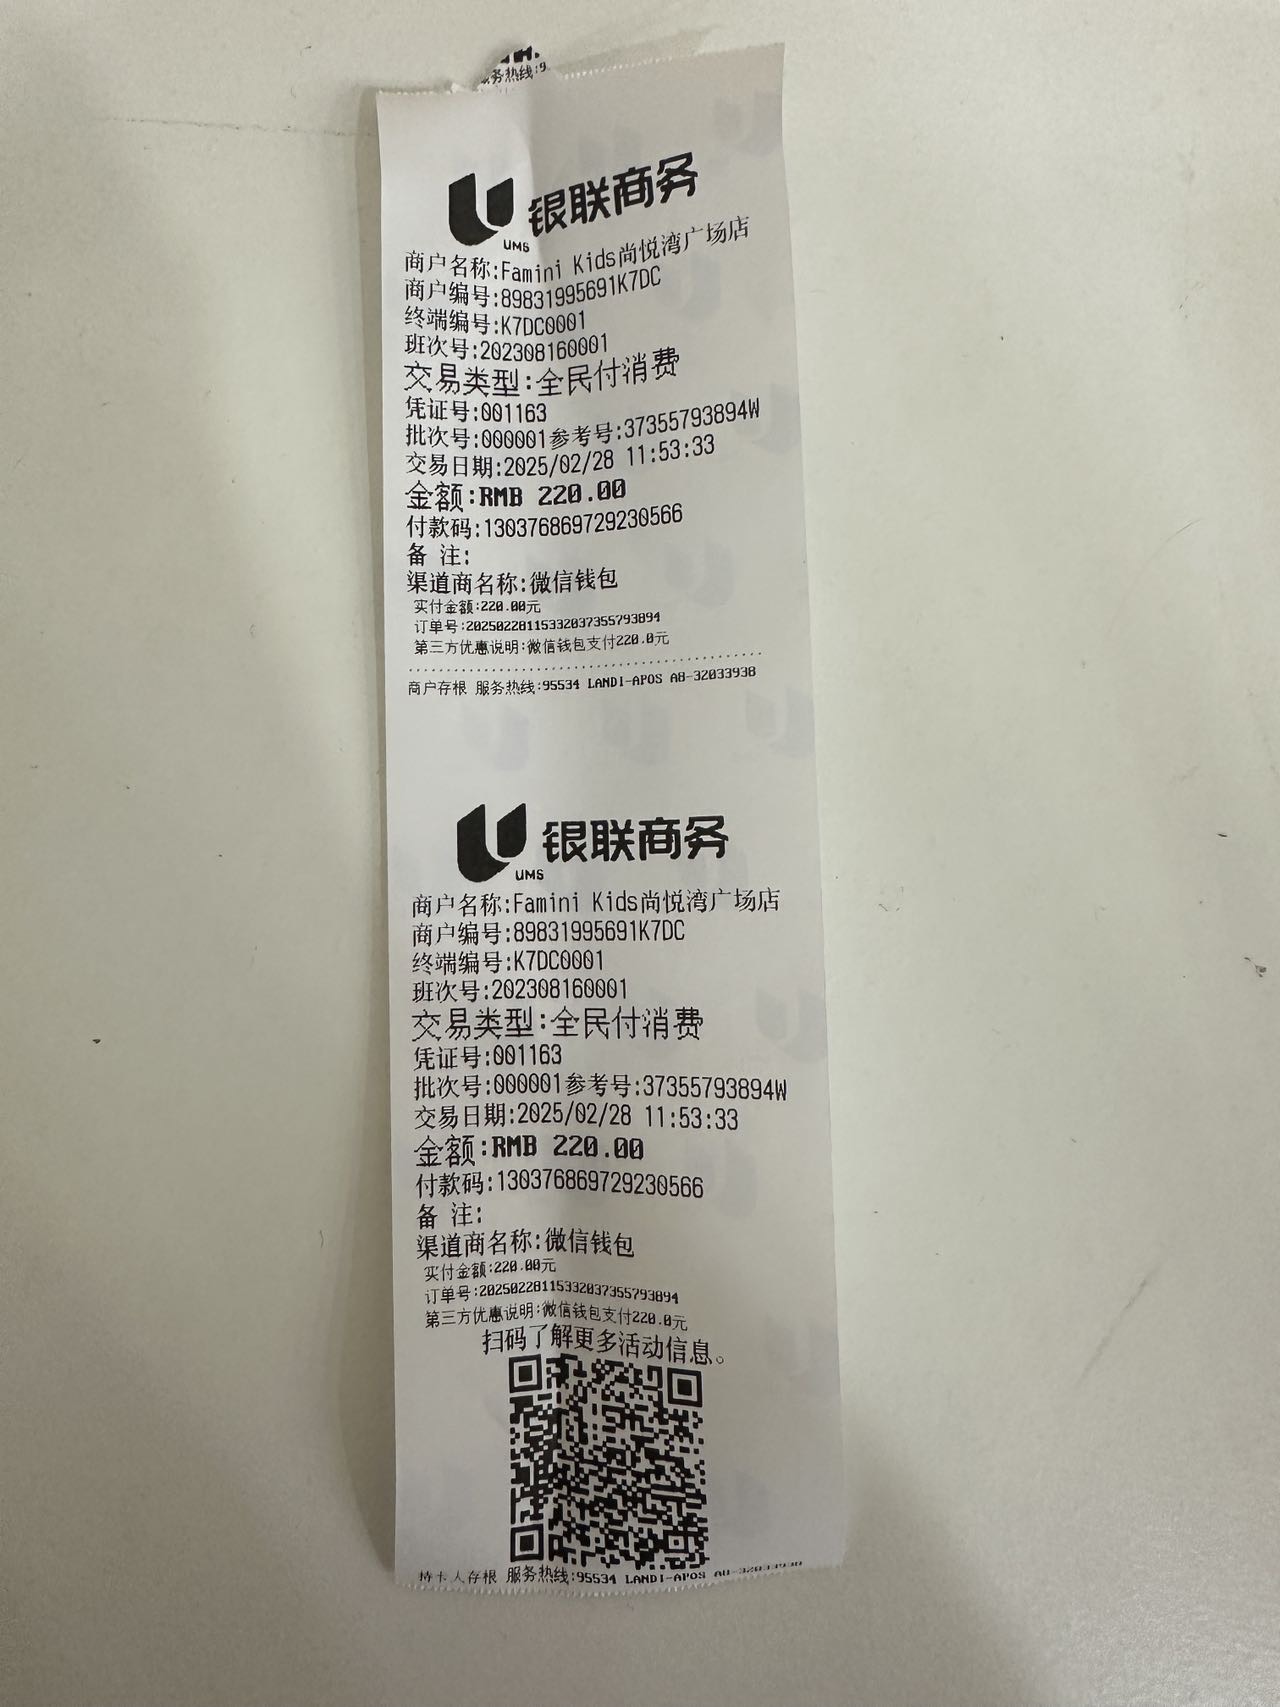 服务热线:9
银联商务
UMS
商户名称:Famini Kids尚悦湾广场店
商户编号:89831995691K7DC
终端编号:K7DC0001
班次号:202308160001
交易类型:全民付消费
凭证号:001163
批次号:000001参考号:37355793894W
交易日期:2025/02/28 11:53:33
金额:RMB 220.00
付款码:130376869729230566
备 注:
渠道商名称:微信钱包
实付金额:220.00元
订单号:20250228115332037355793894
第三方优惠说明:微信钱包支付220.0元
商户存根 服务热线:95534 LANDI-APOS A8-32033938
银联商务
UMS
商户名称:Famini Kids尚悦湾广场店
商户编号:89831995691K7DC
终端编号:K7DC0001
班次号:202308160001
交易类型:全民付消费
凭证号:001163
批次号:000001参考号:37355793894W
交易日期:2025/02/28 11:53:33
金额:RMB 220.00
付款码:130376869729230566
备 注:
渠道商名称:微信钱包
实付金额:220.00元
订单号:20250228115332037355793894
第三方优惠说明:微信钱包支付220.0元
扫码了解更多活动信息。
持卡人存根 服务热线:95534 LANDI-APOS